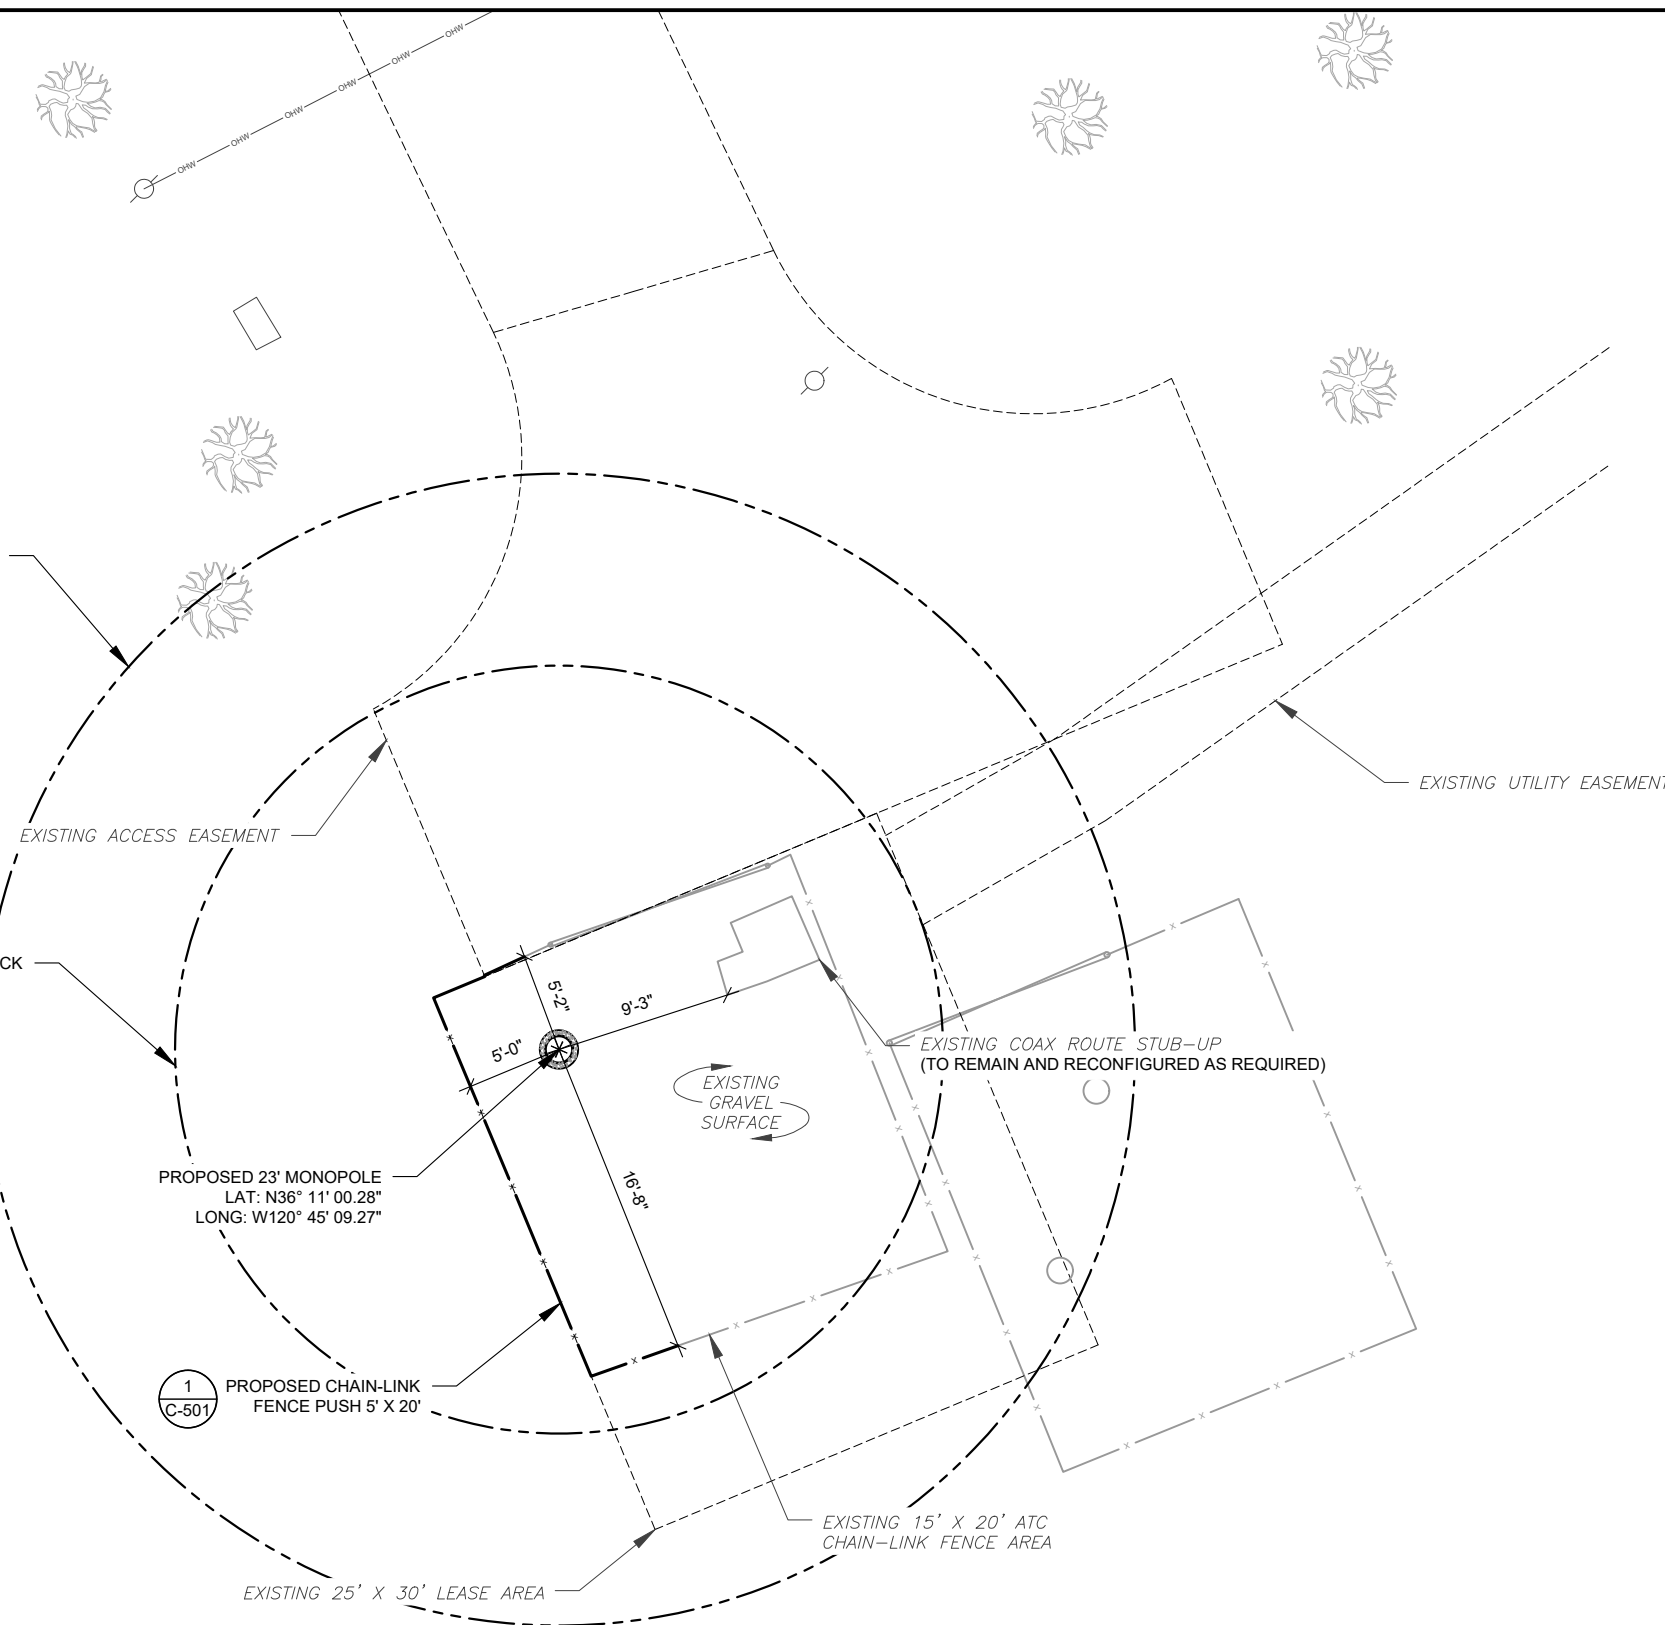 OHW
OHW
OHW
OHW
OHW
OHW
EXISTING UTILITY EASEMENT
EXISTING ACCESS EASEMENT
CK
5'-2"
9'-3"
5'-0"
EXISTING COAX ROUTE STUB-UP
(TO REMAIN AND RECONFIGURED AS REQUIRED)
EXISTING
GRAVEL
SURFACE
PROPOSED 23' MONOPOLE
LAT: N36° 11' 00.28"
LONG: W120° 45' 09.27"
16'-8"
1
C-501
PROPOSED CHAIN-LINK
FENCE PUSH 5' X 20'
EXISTING 15' X 20' ATC
CHAIN-LINK FENCE AREA
EXISTING 25' X 30' LEASE AREA